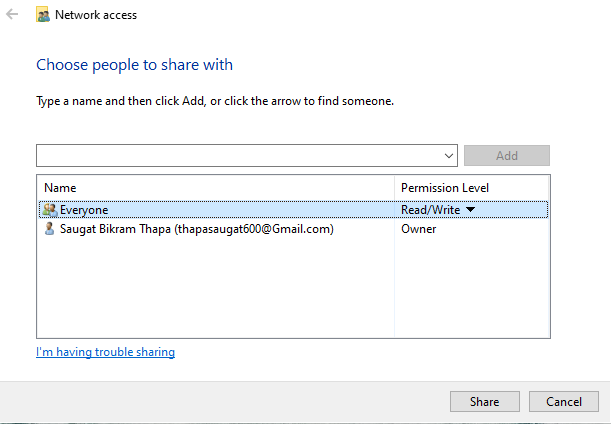 Network access
Choose people to share with
Type a name and then click Add, or click the arrow to find someone.
Add
Name Permission Level
Everyone Read/Write
Saugat Bikram Thapa (thapasaugat600@Gmail.com) Owner
I'm having trouble sharing
Share Cancel